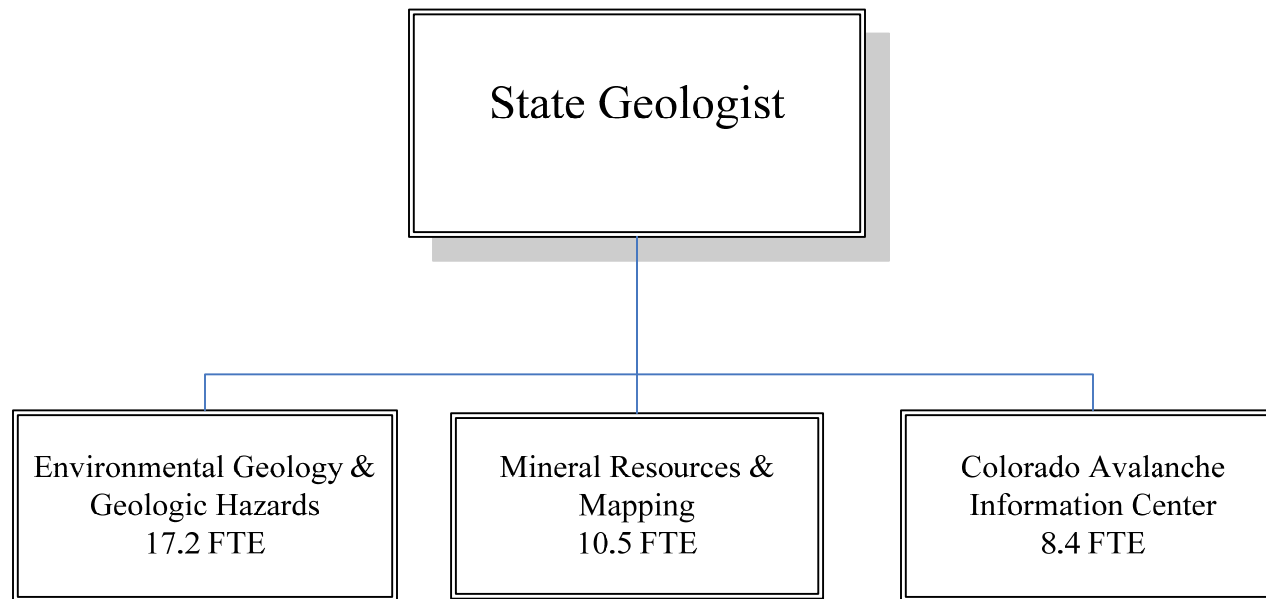 State Geologist
Environmental Geology &
Geologic Hazards
17.2 FTE
Mineral Resources &
Mapping
10.5 FTE
Colorado Avalanche
Information Center
8.4 FTE